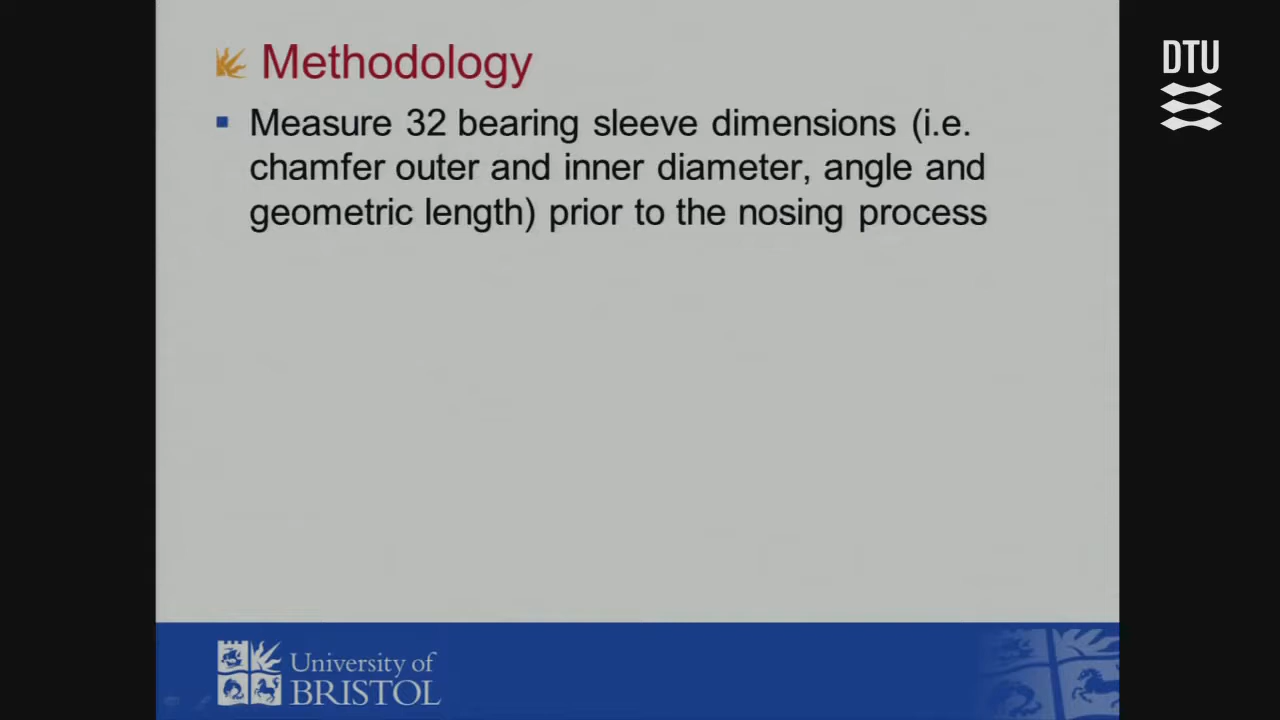 DTU
Methodology
Measure 32 bearing sleeve dimensions (i.e.
chamfer outer and inner diameter, angle and
geometric length) prior to the nosing process
University of
BRISTOL